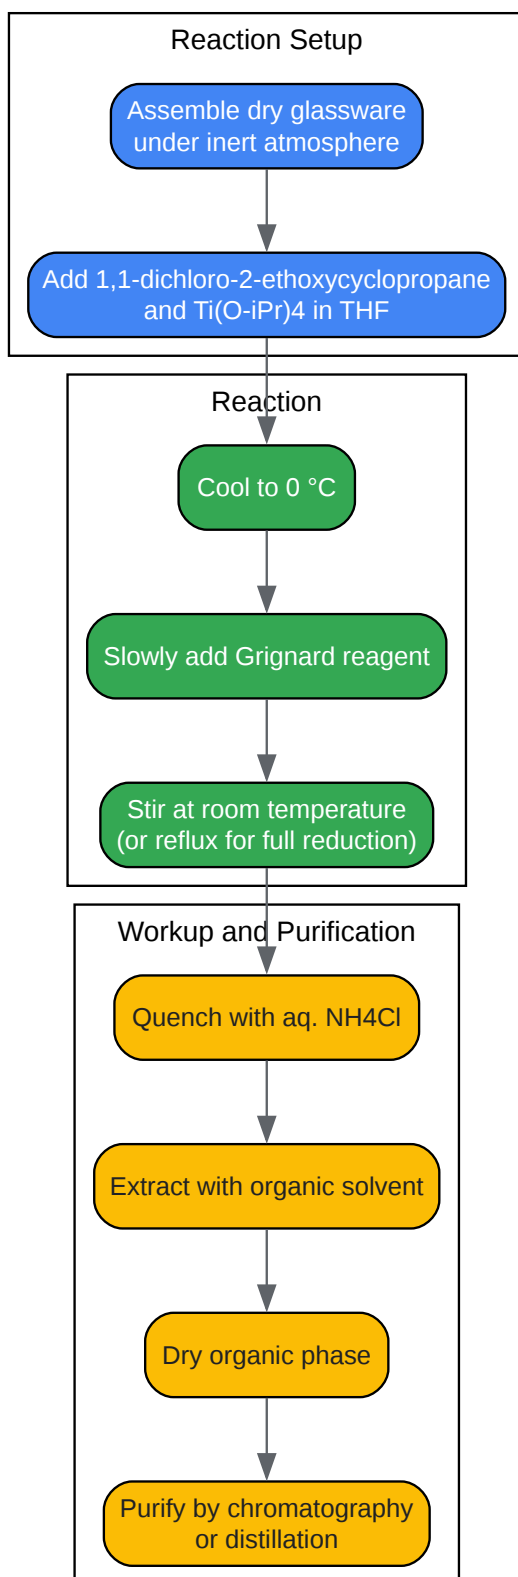 Reaction Setup
Assemble dry glassware
under inert atmosphere
Add 1,1-dichloro-2-ethoxycyclopropane
and Ti(O-iPr)4 in THF
Reaction
Cool to 0 °C
Slowly add Grignard reagent
Stir at room temperature
(or reflux for full reduction)
Workup and Purification
Quench with aq. NH4Cl
Extract with organic solvent
Dry organic phase
Purify by chromatography
or distillation